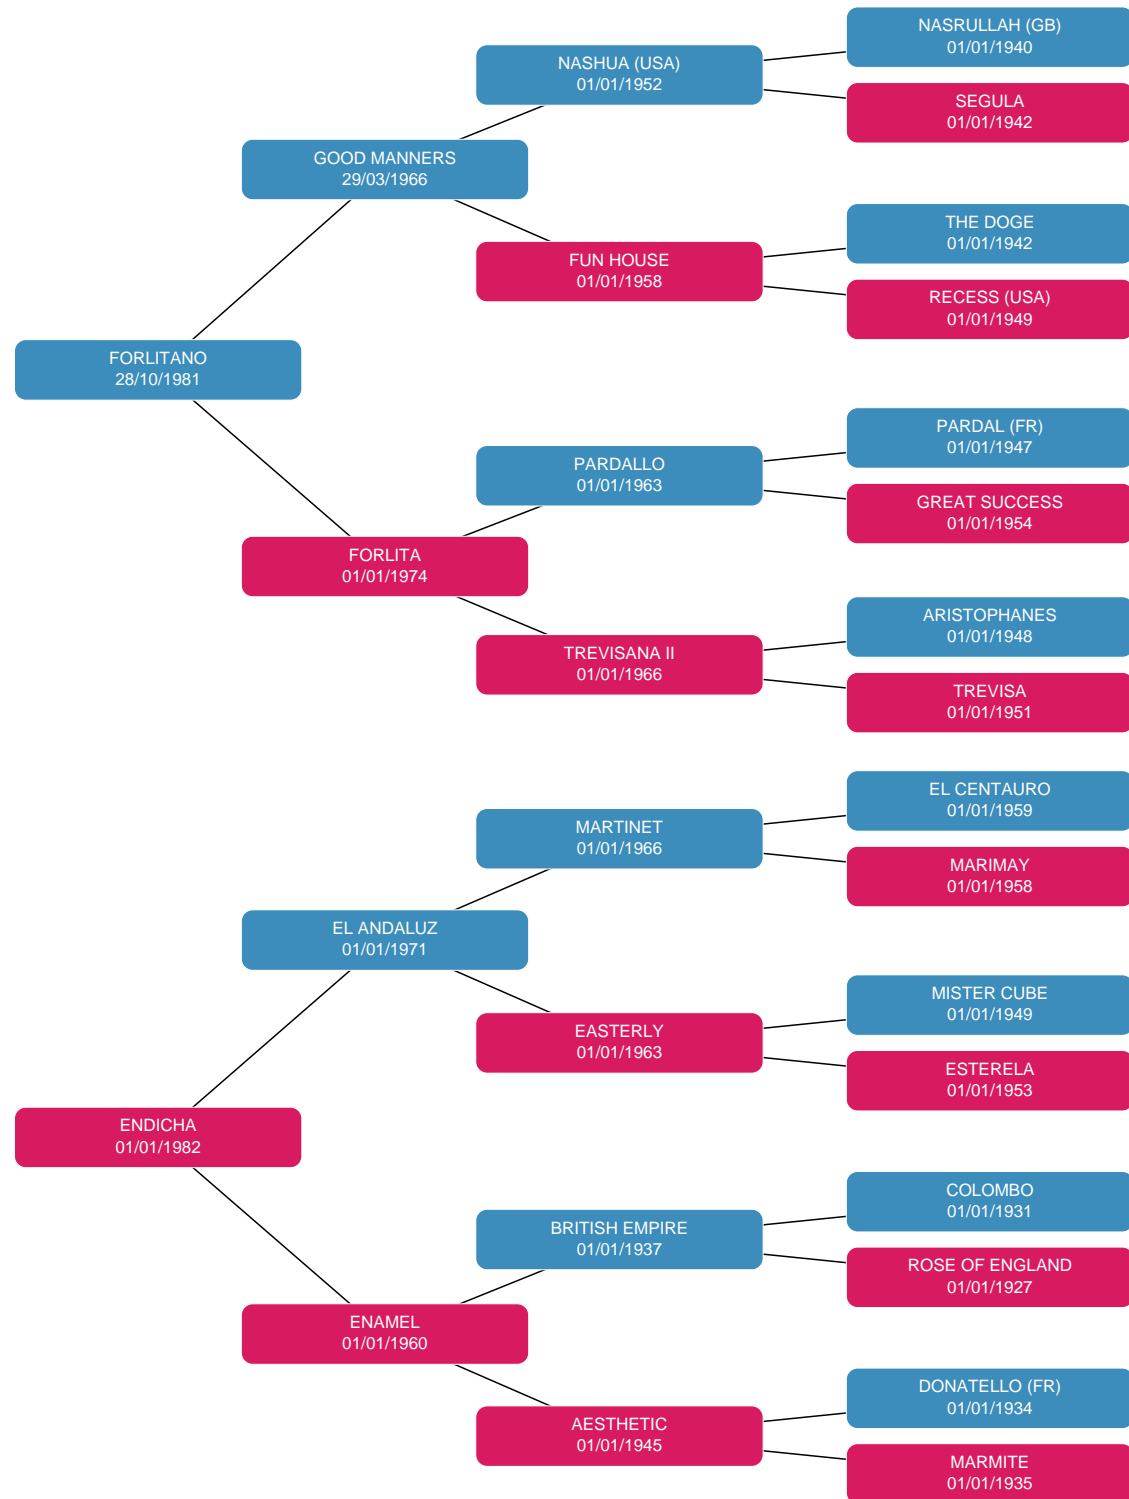 NASRULLAH (GB)
01/01/1940
NASHUA (USA)
01/01/1952
SEGULA
01/01/1942
GOOD MANNERS
29/03/1966
THE DOGE
01/01/1942
FUN HOUSE
01/01/1958
RECESS (USA)
01/01/1949
FORLITANO
28/10/1981
PARDAL (FR)
01/01/1947
PARDALLO
01/01/1963
GREAT SUCCESS
01/01/1954
FORLITA
01/01/1974
ARISTOPHANES
01/01/1948
TREVISANA II
01/01/1966
TREVISA
01/01/1951
EL CENTAURO
01/01/1959
MARTINET
01/01/1966
MARIMAY
01/01/1958
EL ANDALUZ
01/01/1971
MISTER CUBE
01/01/1949
EASTERLY
01/01/1963
ESTERELA
01/01/1953
ENDICHA
01/01/1982
COLOMBO
01/01/1931
BRITISH EMPIRE
01/01/1937
ROSE OF ENGLAND
01/01/1927
ENAMEL
01/01/1960
DONATELLO (FR)
01/01/1934
AESTHETIC
01/01/1945
MARMITE
01/01/1935